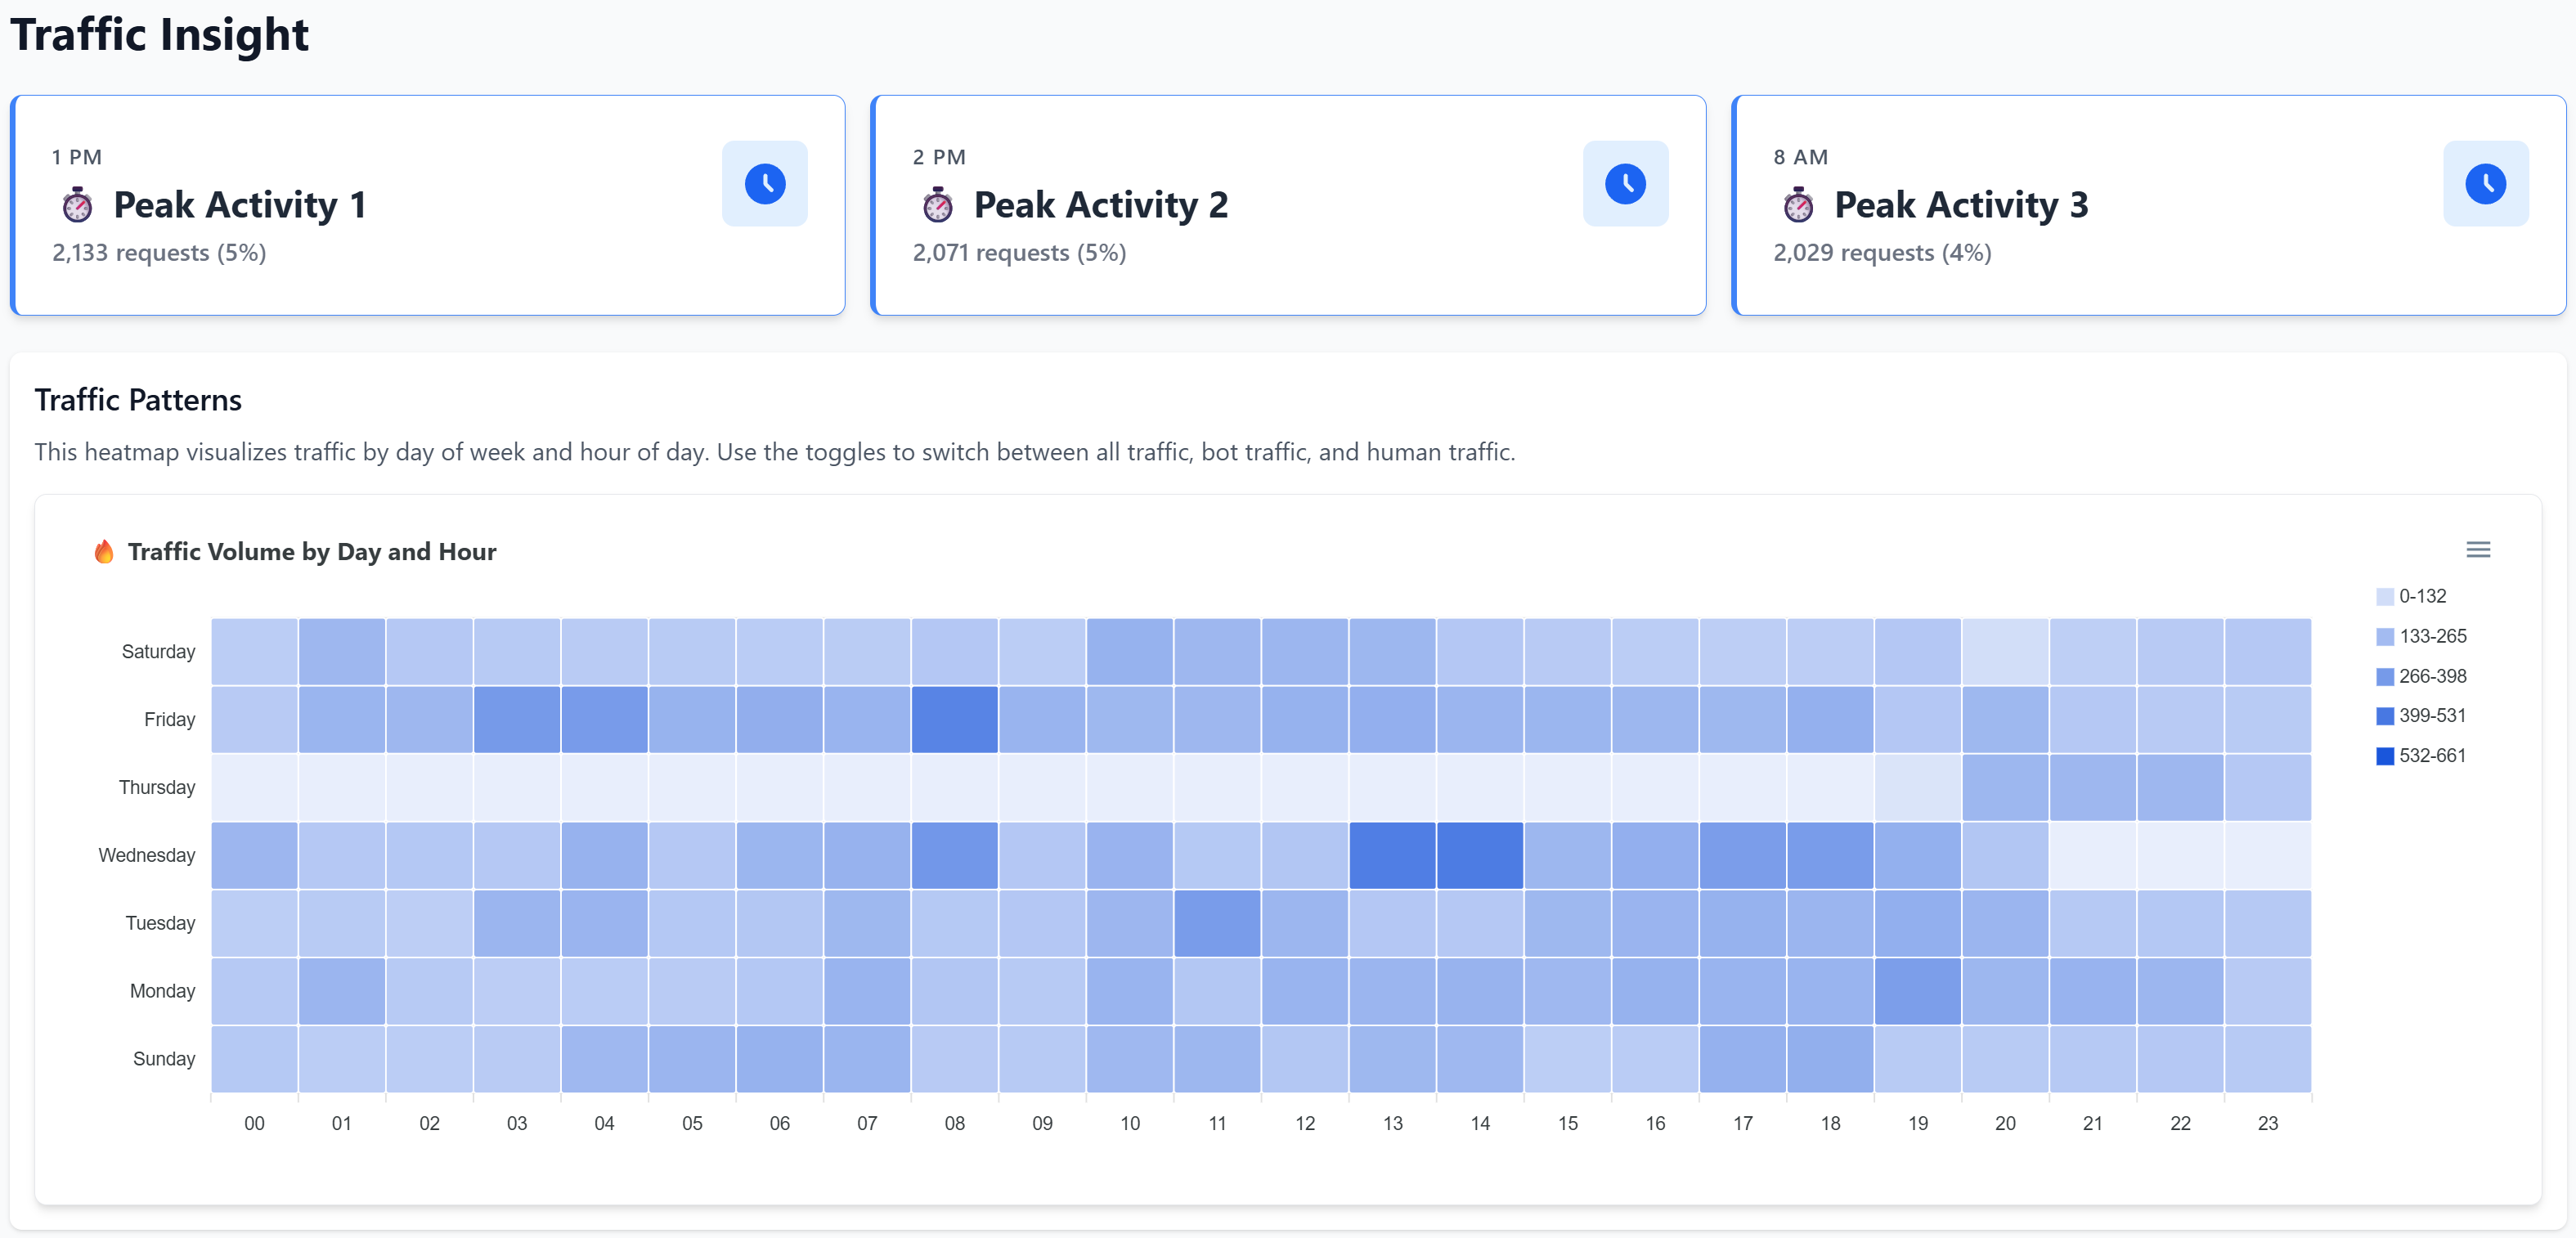 Traffic Insight
1 PM
⏱️ Peak Activity 1
2,133 requests (5%)
2 PM
⏱️ Peak Activity 2
2,071 requests (5%)
8 AM
⏱️ Peak Activity 3
2,029 requests (4%)
Traffic Patterns
This heatmap visualizes traffic by day of week and hour of day. Use the toggles to switch between all traffic, bot traffic, and human traffic.
🔥 Traffic Volume by Day and Hour
0-132
133-265
266-398
399-531
532-661
Saturday
Friday
Thursday
Wednesday
Tuesday
Monday
Sunday
00 01 02 03 04 05 06 07 08 09 10 11 12 13 14 15 16 17 18 19 20 21 22 23